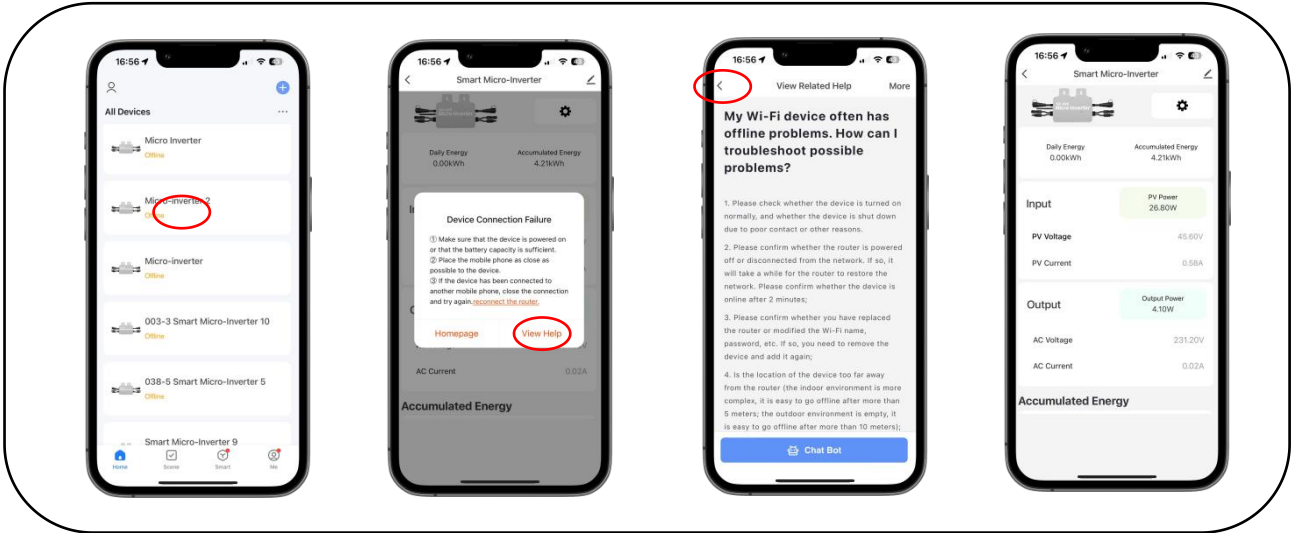 16:56
All Devices
Micro Inverter
Offline
Micro-inverter 2
Offline
Micro-inverter
Offline
003-3 Smart Micro-Inverter 10
Offline
038-5 Smart Micro-Inverter 5
Offline
Smart Micro-Inverter 9
Home
Scene
Smart
Me
16:56
Smart Micro-Inverter
Daily Energy
0.00kWh
Accumulated Energy
4.21kWh
Device Connection Failure
① Make sure that the device is powered on
or that the battery capacity is sufficient.
② Place the mobile phone as close as
possible to the device.
③ If the device has been connected to
another mobile phone, close the connection
and try again.reconnect the router.
Homepage
View Help
AC Current
0.02A
Accumulated Energy
16:56
View Related Help
More
My Wi-Fi device often has
offline problems. How can I
troubleshoot possible
problems?
1. Please check whether the device is turned on
normally, and whether the device is shut down
due to poor contact or other reasons.
2. Please confirm whether the router is powered
off or disconnected from the network. If so, it
will take a while for the router to restore the
network. Please confirm whether the device is
online after 2 minutes;
3. Please confirm whether you have replaced
the router or modified the Wi-Fi name,
password, etc. If so, you need to remove the
device and add it again;
4. Is the location of the device too far away
from the router (the indoor environment is more
complex, it is easy to go offline after more than
5 meters; the outdoor environment is empty, it
is easy to go offline after more than 10 meters);
Chat Bot
16:56
Smart Micro-Inverter
Daily Energy
0.00kWh
Accumulated Energy
4.21kWh
Input
PV Power
26.80W
PV Voltage
45.60V
PV Current
0.58A
Output
Output Power
4.10W
AC Voltage
231.20V
AC Current
0.02A
Accumulated Energy